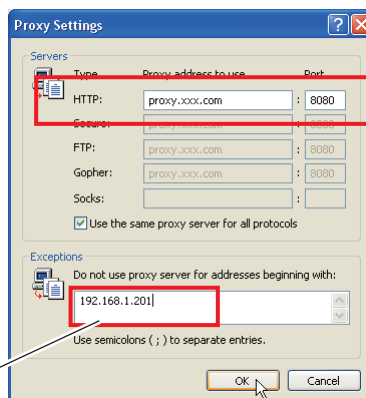 Proxy Settings
Servers
Type Proxy address to use Port
HTTP: proxy.xxx.com : 8080
Secure: proxy.xxx.com : 8080
FTP: proxy.xxx.com : 8080
Gopher: proxy.xxx.com : 8080
Socks: :
Use the same proxy server for all protocols
Exceptions
Do not use proxy server for addresses beginning with:
192.168.1.201
Use semicolons ( ; ) to separate entries.
OK Cancel